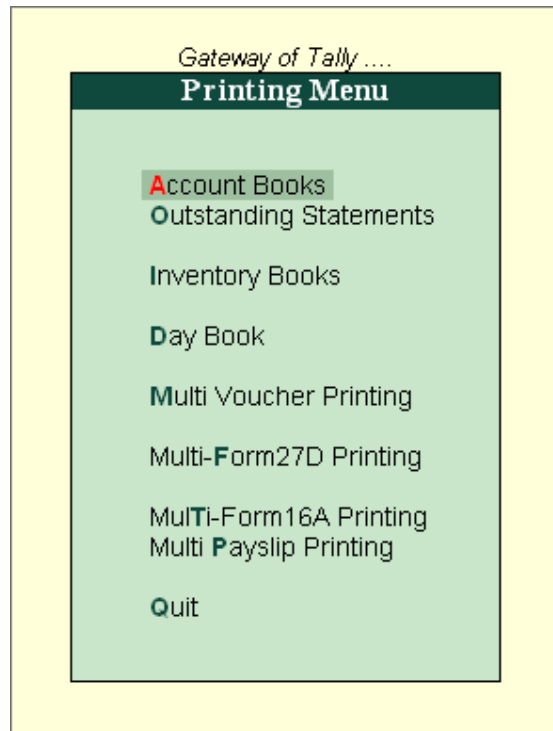 Gateway of Tally ....
Printing Menu
Account Books
Outstanding Statements
Inventory Books
Day Book
Multi Voucher Printing
Multi-Form27D Printing
MulTi-Form16A Printing
Multi Payslip Printing
Quit